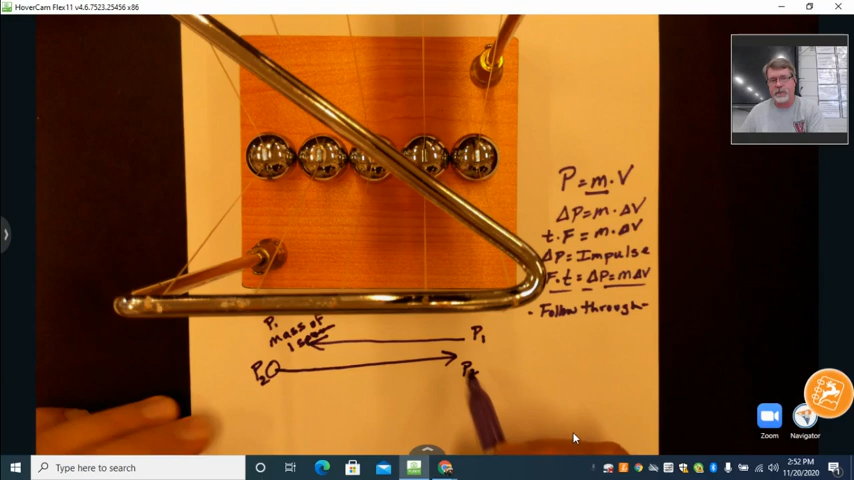 HoverCam Flex11 v4.6.7523.25456 x86
P = m · V
ΔP = m · ΔV
t · F = m · ΔV
ΔP = Impulse
F · t = ΔP = mΔV
- Follow through -
P1
mass of
1 sphere
P1
P2
P2
Zoom
Navigator
Type here to search
2:52 PM
11/20/2020